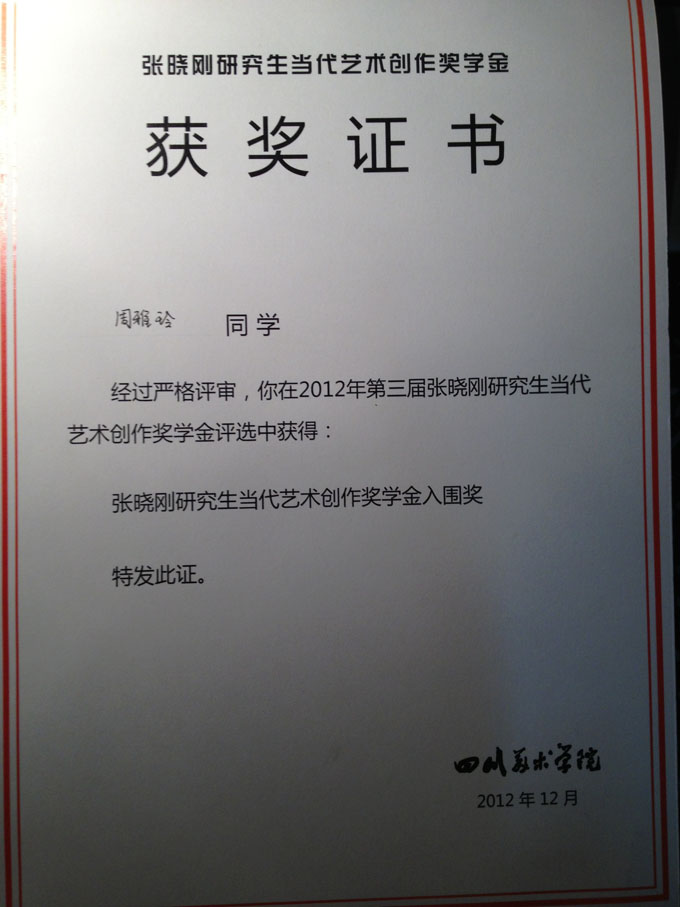 张晓刚研究生当代艺术创作奖学金
获奖证书
周雅玲 同学
经过严格评审，你在2012年第三届张晓刚研究生当代
艺术创作奖学金评选中获得：
张晓刚研究生当代艺术创作奖学金入围奖
特发此证。
四川美术学院
2012年12月